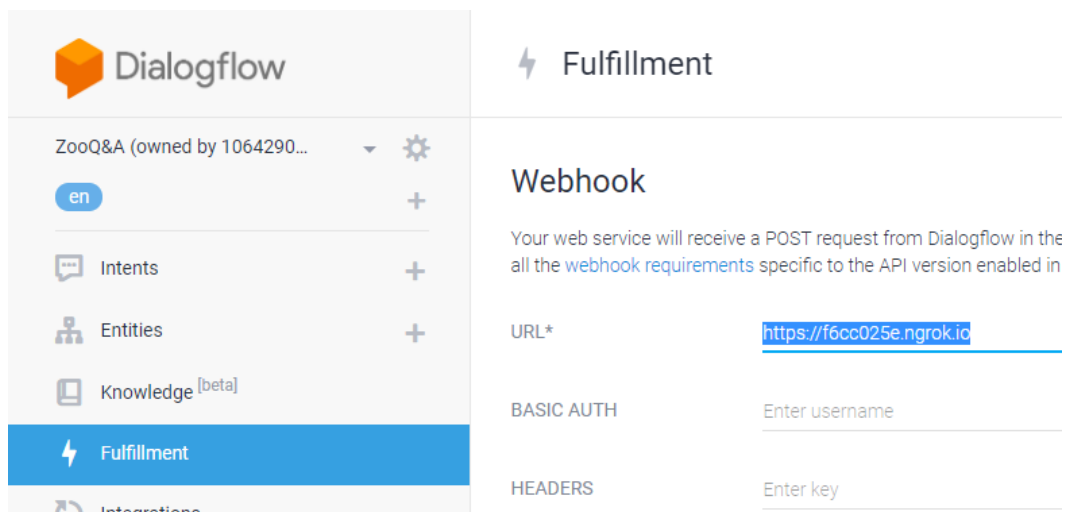 Dialogflow
ZooQ&A (owned by 1064290...
en
Intents
Entities
Knowledge [beta]
Fulfillment
Integrations
Fulfillment
Webhook
Your web service will receive a POST request from Dialogflow in the
all the webhook requirements specific to the API version enabled in
URL* https://f6cc025e.ngrok.io
BASIC AUTH Enter username
HEADERS Enter key